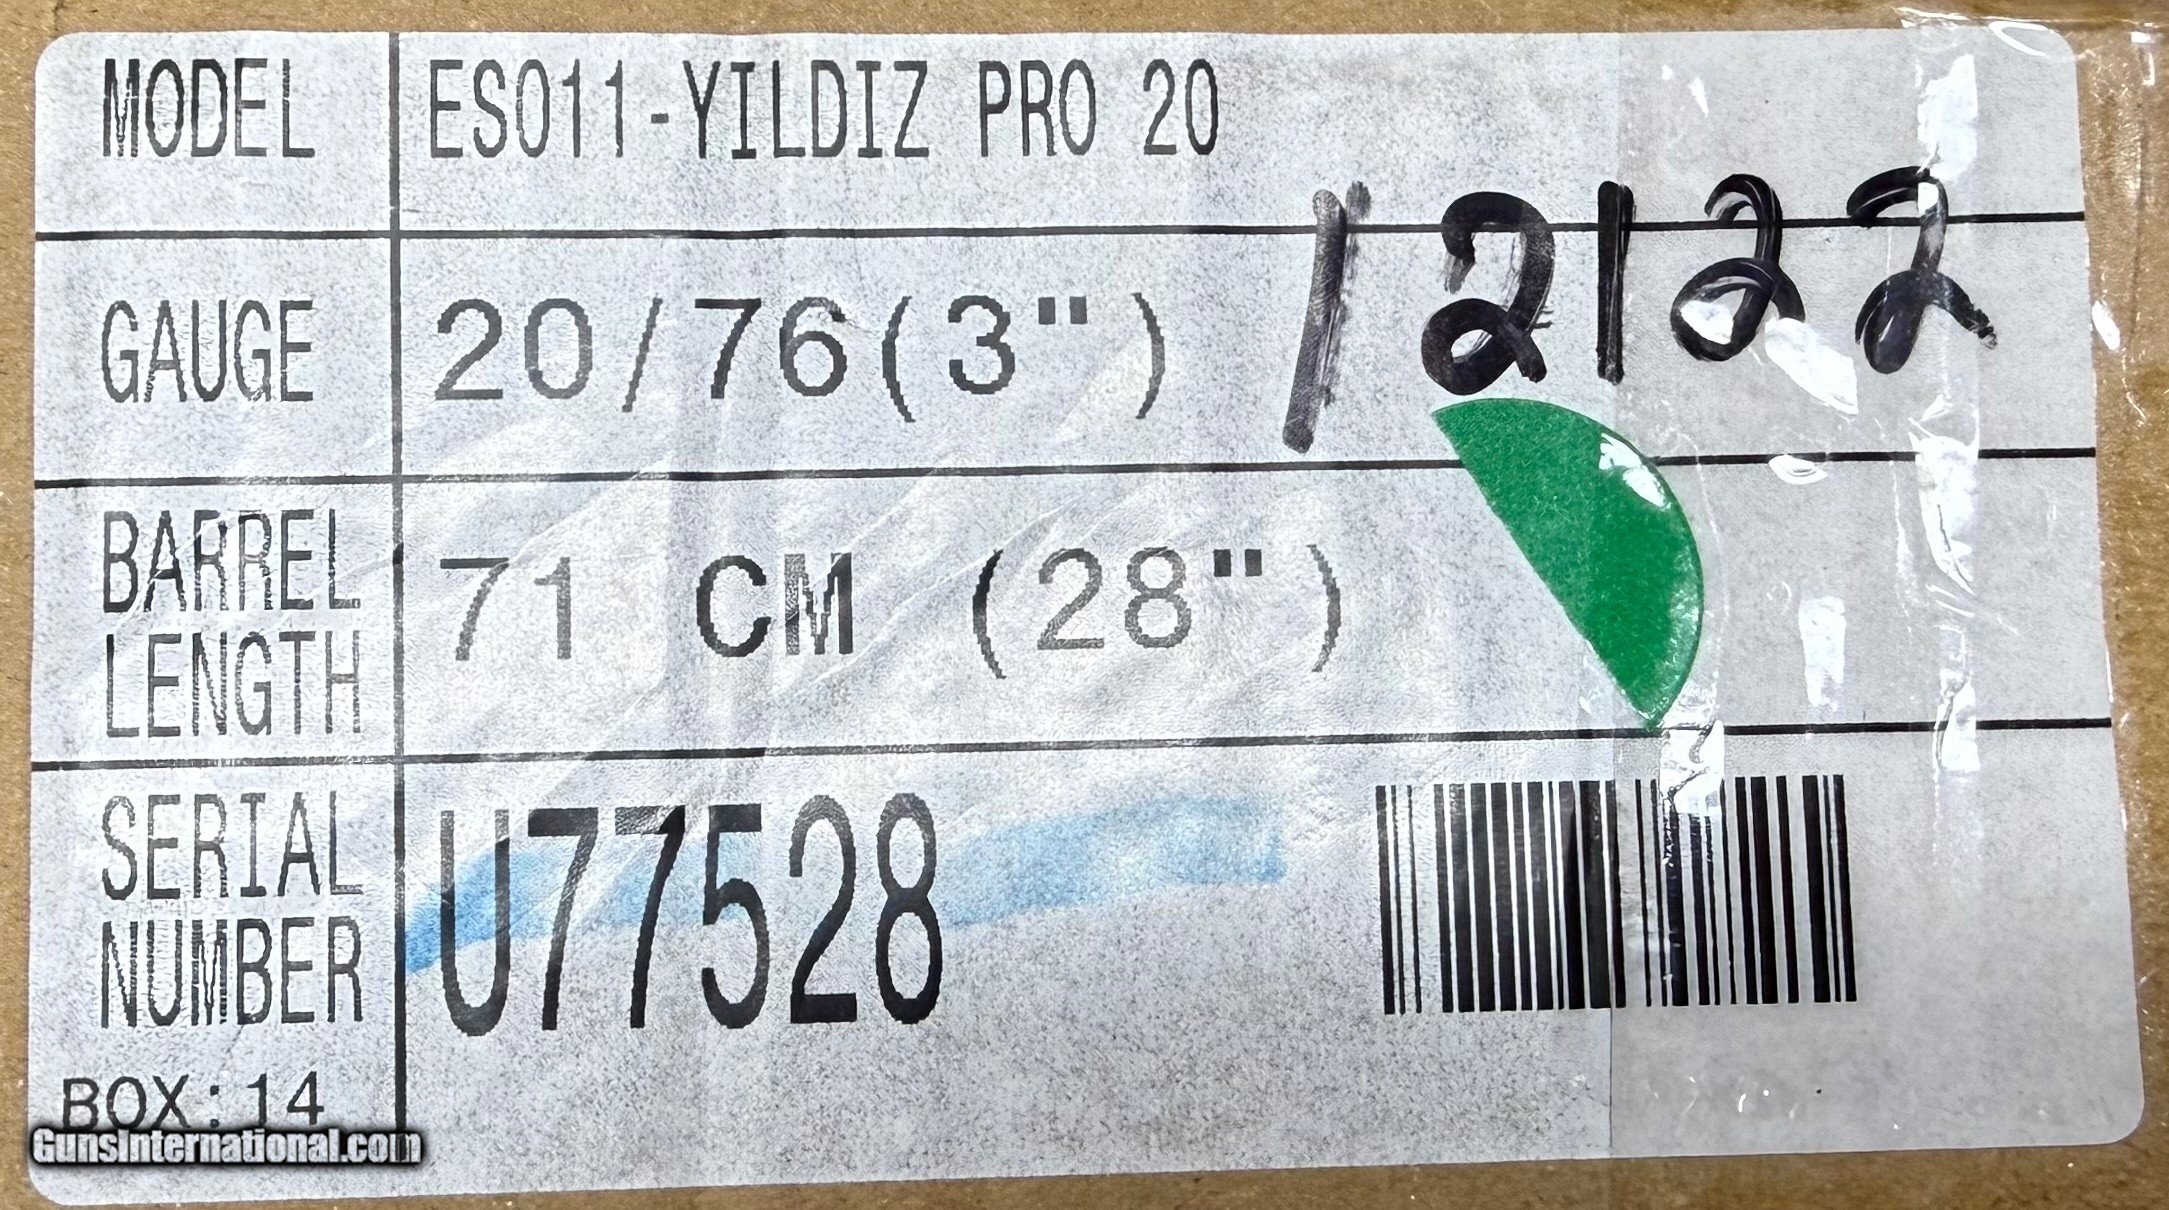 MODEL ES011-YILDIZ PRO 20
12122
GAUGE 20/76(3")
BARREL LENGTH 71 CM (28")
SERIAL NUMBER U77528
BOX:14
GunsInternational.com